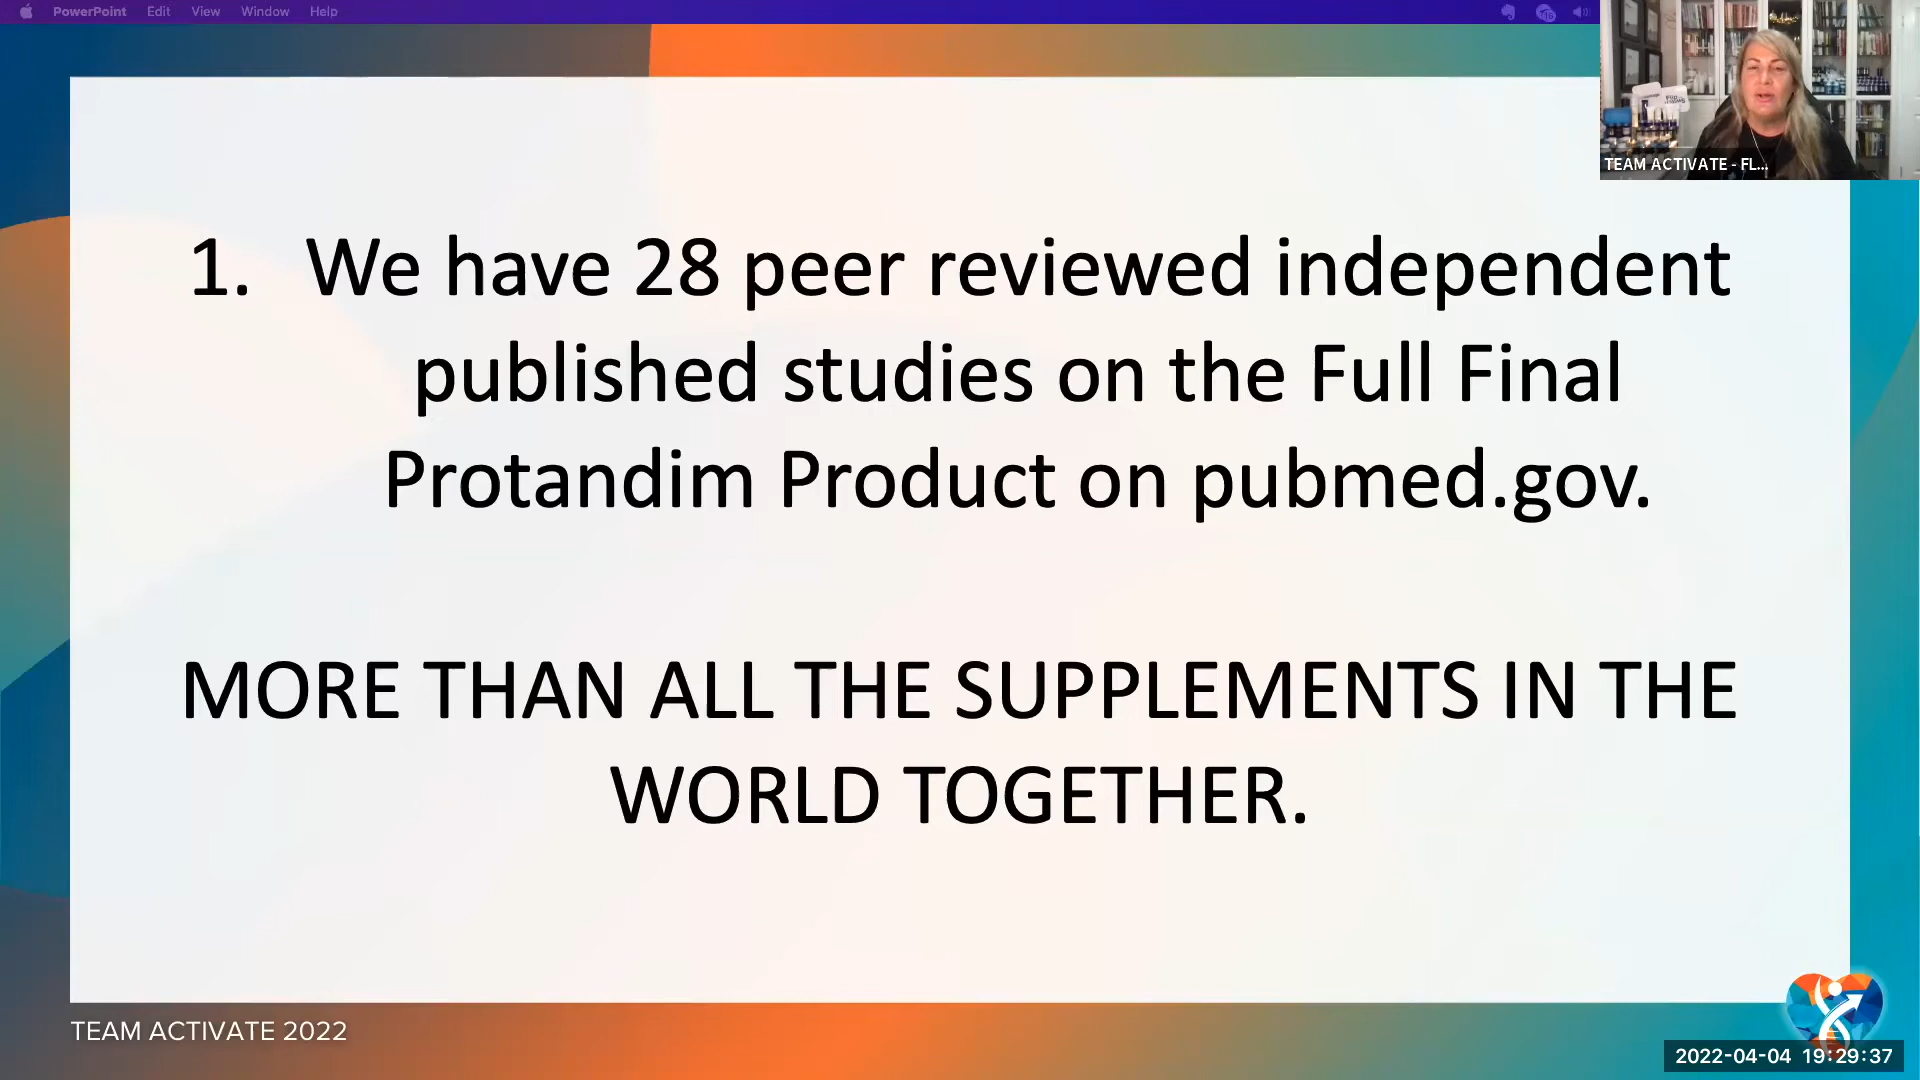 PowerPoint Edit View Window Help
TEAM ACTIVATE - FL...
1. We have 28 peer reviewed independent
published studies on the Full Final
Protandim Product on pubmed.gov.
MORE THAN ALL THE SUPPLEMENTS IN THE
WORLD TOGETHER.
TEAM ACTIVATE 2022
2022-04-04 19:29:37